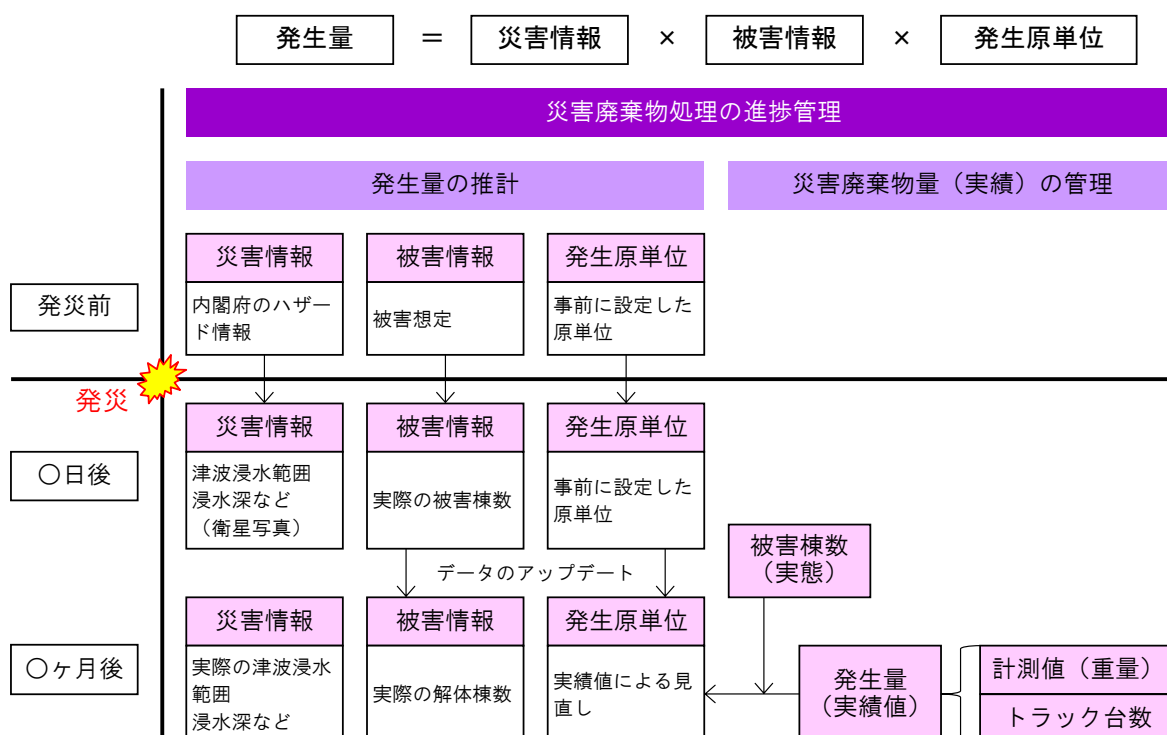 発生量 ＝ 災害情報 × 被害情報 × 発生原単位
災害廃棄物処理の進捗管理
発生量の推計
災害廃棄物量（実績）の管理
発災前
災害情報
内閣府のハザー
ド情報
被害情報
被害想定
発生原単位
事前に設定した
原単位
発災
〇日後
災害情報
津波浸水範囲
浸水深など
（衛星写真）
被害情報
実際の被害棟数
発生原単位
事前に設定した
原単位
データのアップデート
被害棟数
（実態）
〇ヶ月後
災害情報
実際の津波浸水
範囲
浸水深など
被害情報
実際の解体棟数
発生原単位
実績値による見
直し
発生量
（実績値）
計測値（重量）
トラック台数